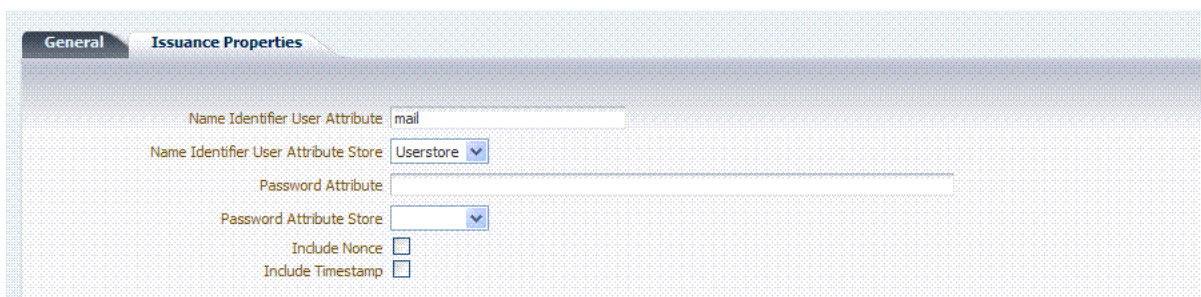 General Issuance Properties
Name Identifier User Attribute mail
Name Identifier User Attribute Store Userstore
Password Attribute
Password Attribute Store
Include Nonce
Include Timestamp